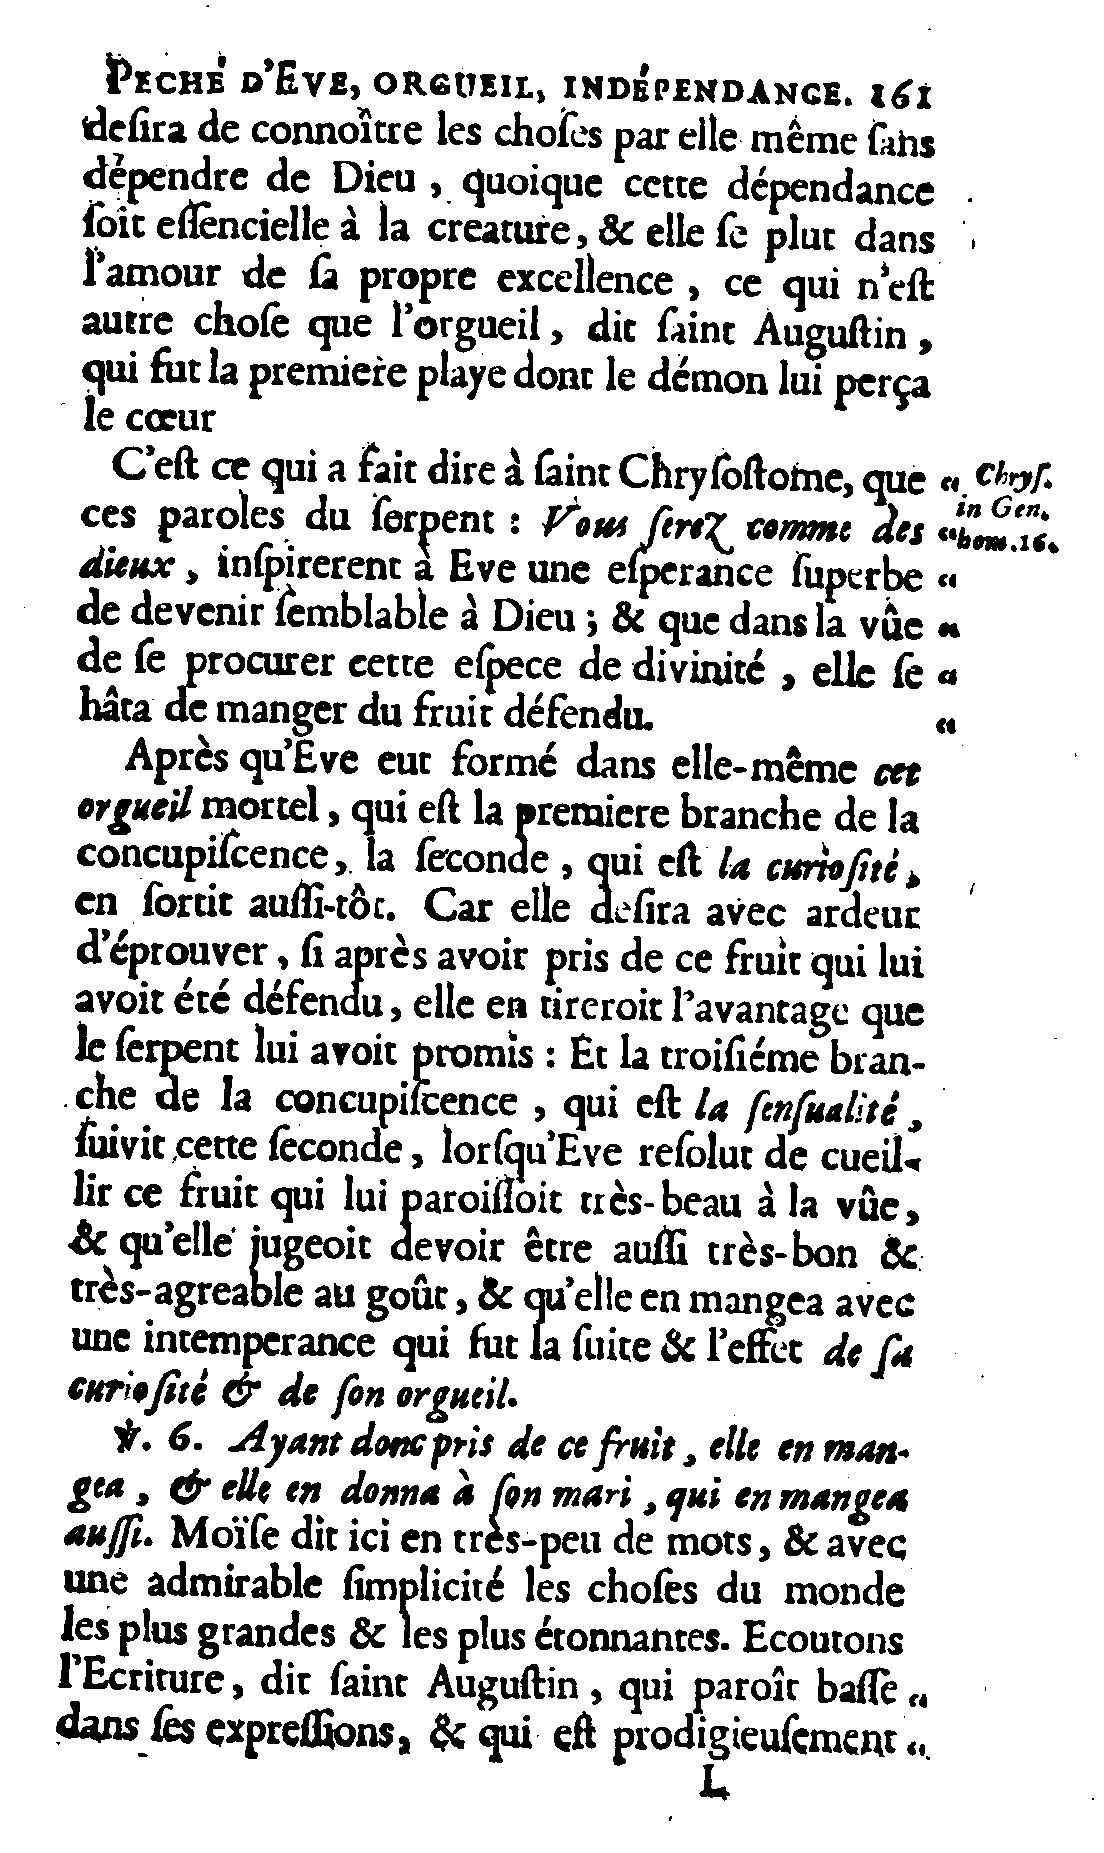 PECHÉ D'EVE, ORGUEIL, INDÉPENDANCE. 161
desira de connoître les choſes par elle même ſans
dépendre de Dieu, quoique cette dépendance
ſoit eſſencielle à la creature, & elle ſe plut dans
l'amour de ſa propre excellence, ce qui n'eſt
autre choſe que l'orgueil, dit ſaint Auguſtin,
qui fut la premiere playe dont le démon lui perça
le cœur
C'eſt ce qui a fait dire à ſaint Chryſoſtome, que « Chryſ.
ces paroles du ſerpent : Vous ſerez comme des « in Gen. hom. 16.
dieux, inſpirerent à Eve une eſperance ſuperbe «
de devenir ſemblable à Dieu ; & que dans la vûe «
de ſe procurer cette eſpece de divinité, elle ſe «
hâta de manger du fruit défendu. «
Après qu'Eve eut formé dans elle-même cet
orgueil mortel, qui eſt la premiere branche de la
concupiſcence, la ſeconde, qui eſt la curioſité,
en ſortit auſſi-tôt. Car elle deſira avec ardeur
d'éprouver, ſi après avoir pris de ce fruit qui lui
avoit été défendu, elle en tireroit l'avantage que
le ſerpent lui avoit promis : Et la troiſiéme bran-
che de la concupiſcence, qui eſt la ſenſualité,
ſuivit cette ſeconde, lorſqu'Eve reſolut de cueil-
lir ce fruit qui lui paroiſſoit très-beau à la vûe,
& qu'elle jugeoit devoir être auſſi très-bon &
très-agreable au goût, & qu'elle en mangea avec
une intemperance qui fut la ſuite & l'effet de ſa
curioſité & de ſon orgueil.
℣. 6. Ayant donc pris de ce fruit, elle en man-
gea, & elle en donna à ſon mari, qui en mangea
auſſi. Moïſe dit ici en très-peu de mots, & avec
une admirable ſimplicité les choſes du monde
les plus grandes & les plus étonnantes. Ecoutons
l'Ecriture, dit ſaint Auguſtin, qui paroît baſſe «
dans ſes expreſſions, & qui eſt prodigieuſement «
L